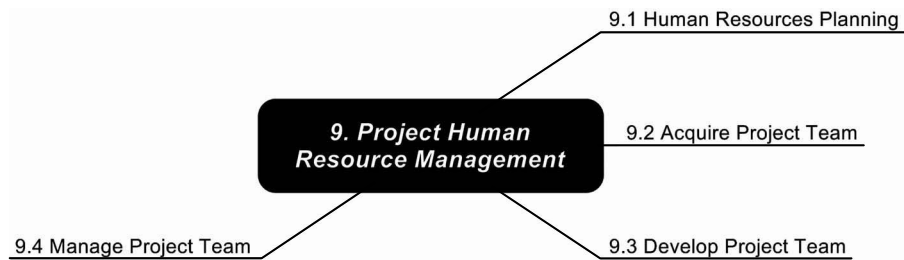 9.1 Human Resources Planning
9. Project Human
Resource Management
9.2 Acquire Project Team
9.3 Develop Project Team
9.4 Manage Project Team